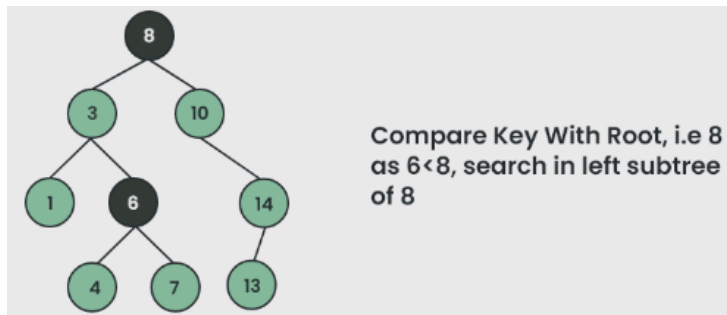 8
3 10
1 6 14
4 7 13
Compare Key With Root, i.e 8
as 6<8, search in left subtree
of 8